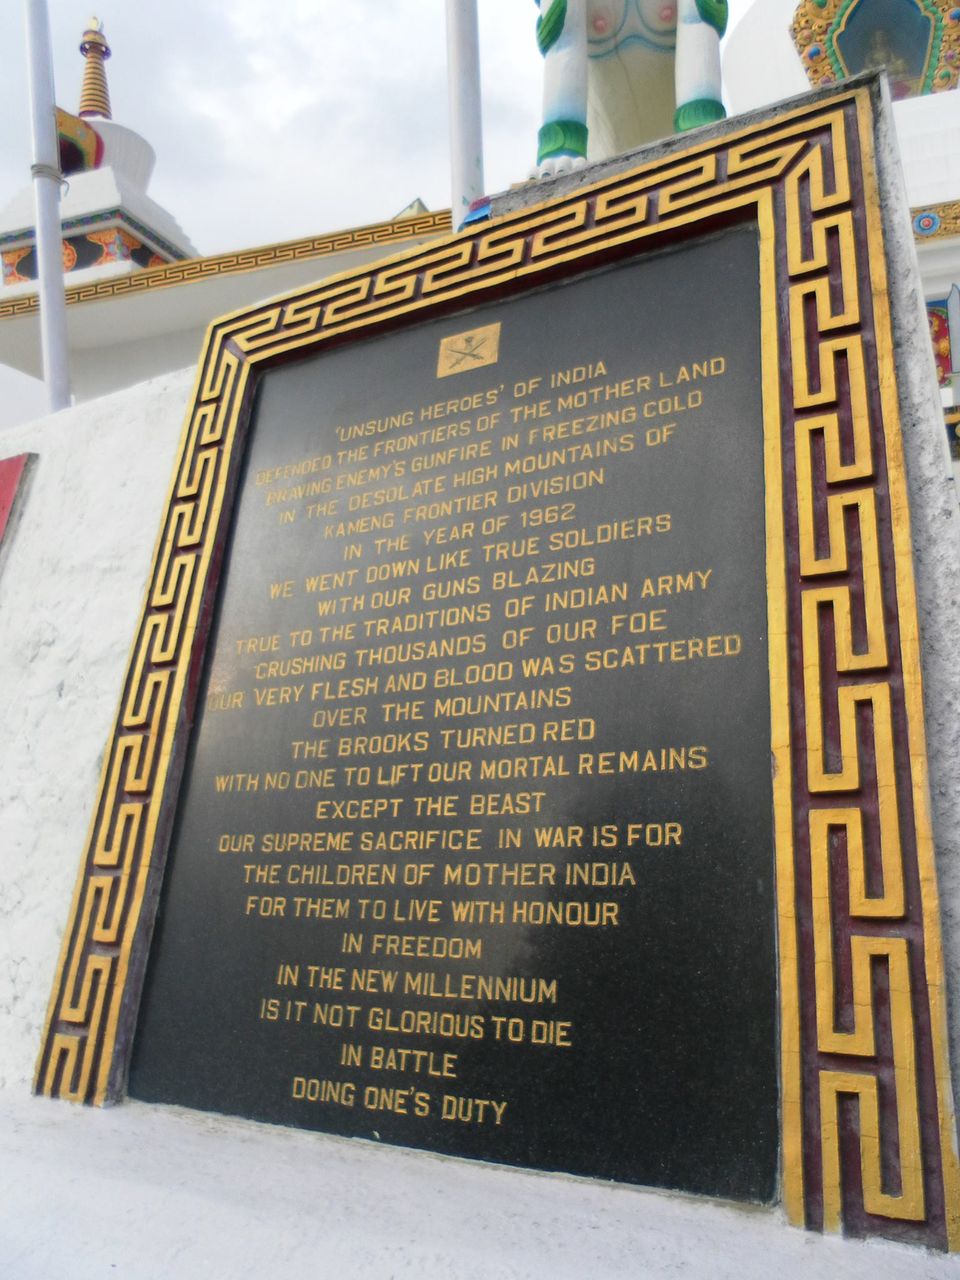 'UNSUNG HEROES' OF INDIA
DEFENDED THE FRONTIERS OF THE MOTHER LAND
BRAVING ENEMY'S GUNFIRE IN FREEZING COLD
IN THE DESOLATE HIGH MOUNTAINS OF
KAMENG FRONTIER DIVISION
IN THE YEAR OF 1962
WE WENT DOWN LIKE TRUE SOLDIERS
WITH OUR GUNS BLAZING
TRUE TO THE TRADITIONS OF INDIAN ARMY
CRUSHING THOUSANDS OF OUR FOE
OUR VERY FLESH AND BLOOD WAS SCATTERED
OVER THE MOUNTAINS
THE BROOKS TURNED RED
WITH NO ONE TO LIFT OUR MORTAL REMAINS
EXCEPT THE BEAST
OUR SUPREME SACRIFICE IN WAR IS FOR
THE CHILDREN OF MOTHER INDIA
FOR THEM TO LIVE WITH HONOUR
IN FREEDOM
IN THE NEW MILLENNIUM
IS IT NOT GLORIOUS TO DIE
IN BATTLE
DOING ONE'S DUTY